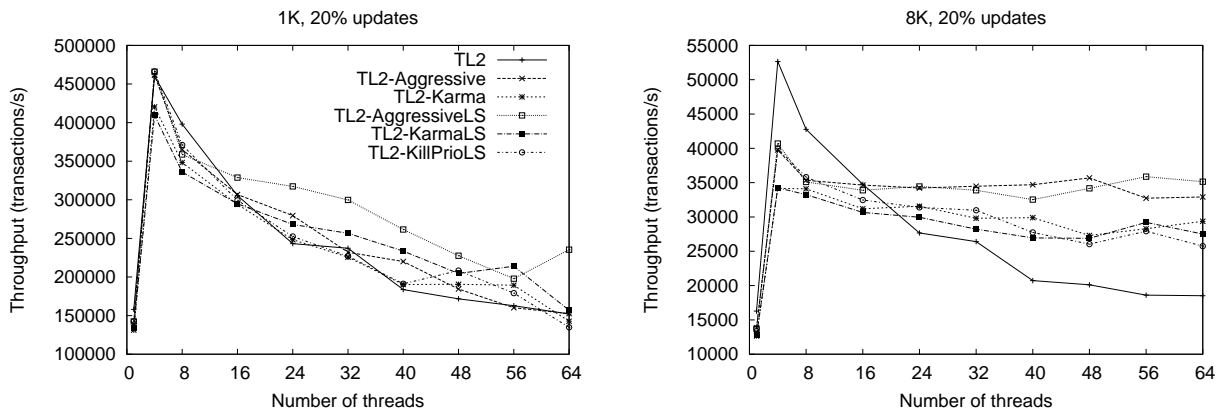 1K, 20% updates
Throughput (transactions/s)
500000
450000
400000
350000
300000
250000
200000
150000
100000
TL2
TL2-Aggressive
TL2-Karma
TL2-AggressiveLS
TL2-KarmaLS
TL2-KillPrioLS
0 8 16 24 32 40 48 56 64
Number of threads
8K, 20% updates
Throughput (transactions/s)
55000
50000
45000
40000
35000
30000
25000
20000
15000
10000
0 8 16 24 32 40 48 56 64
Number of threads